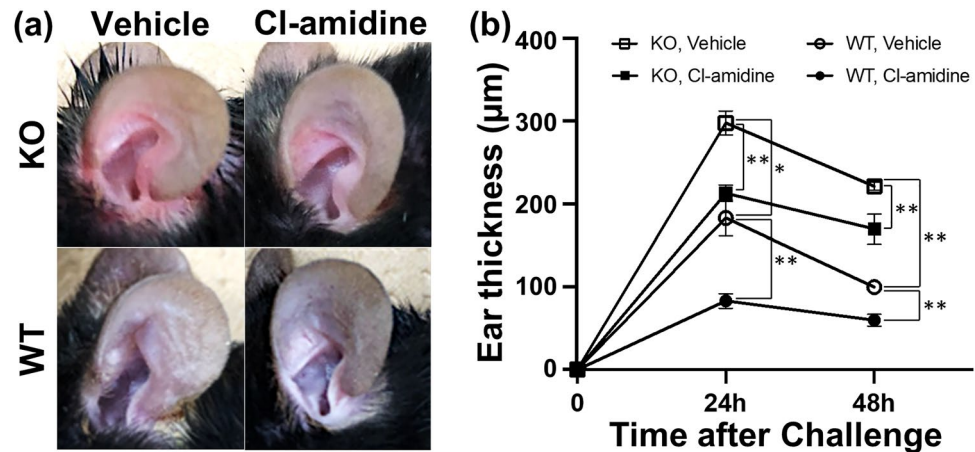 (a) Vehicle Cl-amidine
KO
WT
(b)
Ear thickness (µm)
400
300
200
100
0
KO, Vehicle WT, Vehicle
KO, Cl-amidine WT, Cl-amidine
** *
**
**
**
**
0 24h 48h
Time after Challenge